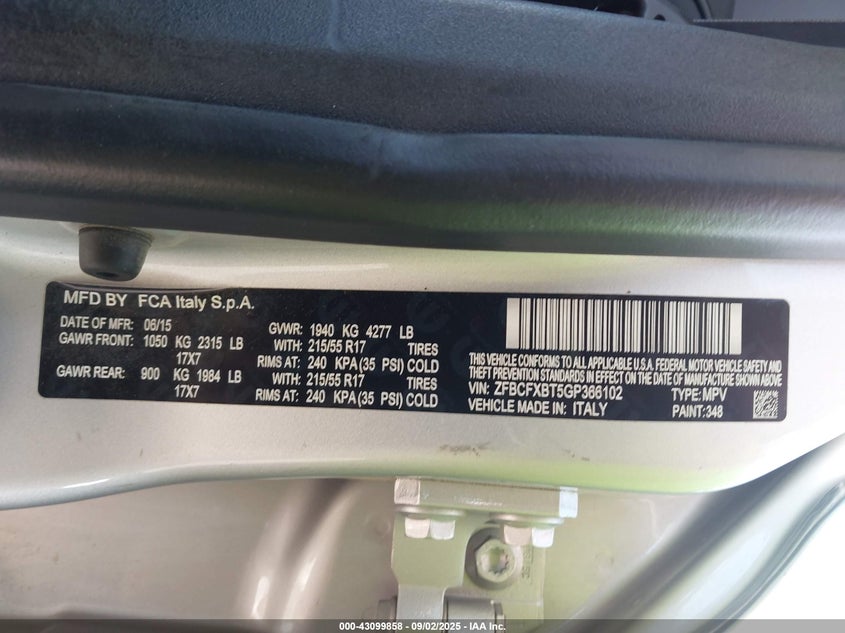 MFD BY FCA Italy S.p.A.
DATE OF MFR: 06/15
GVWR: 1940 KG 4277 LB
GAWR FRONT: 1050 KG 2315 LB WITH: 215/55 R17 TIRES
17X7 RIMS AT: 240 KPA(35 PSI) COLD
GAWR REAR: 900 KG 1984 LB WITH: 215/55 R17 TIRES
17X7 RIMS AT: 240 KPA(35 PSI) COLD
THIS VEHICLE CONFORMS TO ALL APPLICABLE U.S.A. FEDERAL MOTOR VEHICLE SAFETY AND
THEFT PREVENTION STANDARDS IN EFFECT ON THE DATE OF MANUFACTURE SHOWN ABOVE
VIN: ZFBCFXBT5GP366102 TYPE: MPV
VEHICLE MADE IN: ITALY PAINT: 348
000-43099858 - 09/02/2025 - IAA Inc.